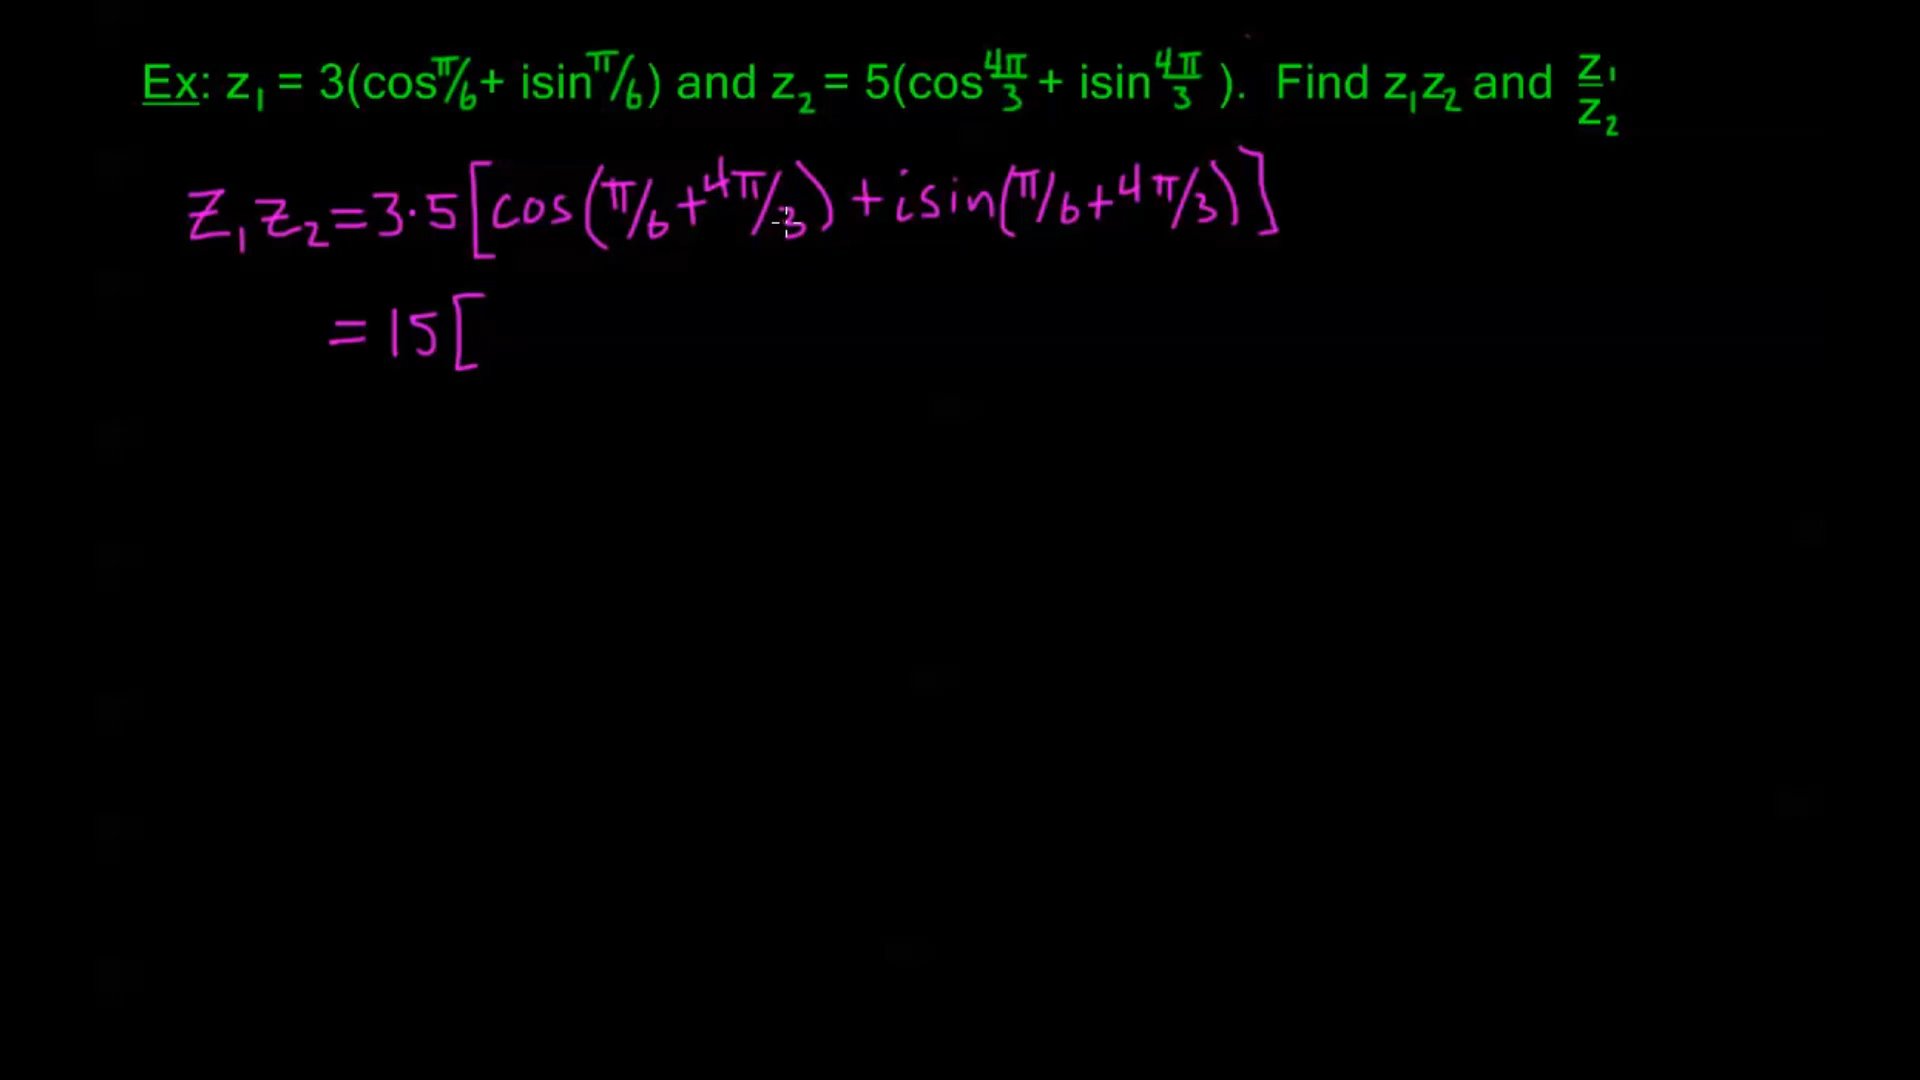 Ex: z₁ = 3(cos π/6 + isin π/6) and z₂ = 5(cos 4π/3 + isin 4π/3 ). Find z₁z₂ and z₁/z₂
z₁z₂ = 3·5[cos(π/6+4π/3) + isin(π/6+4π/3)]
= 15[